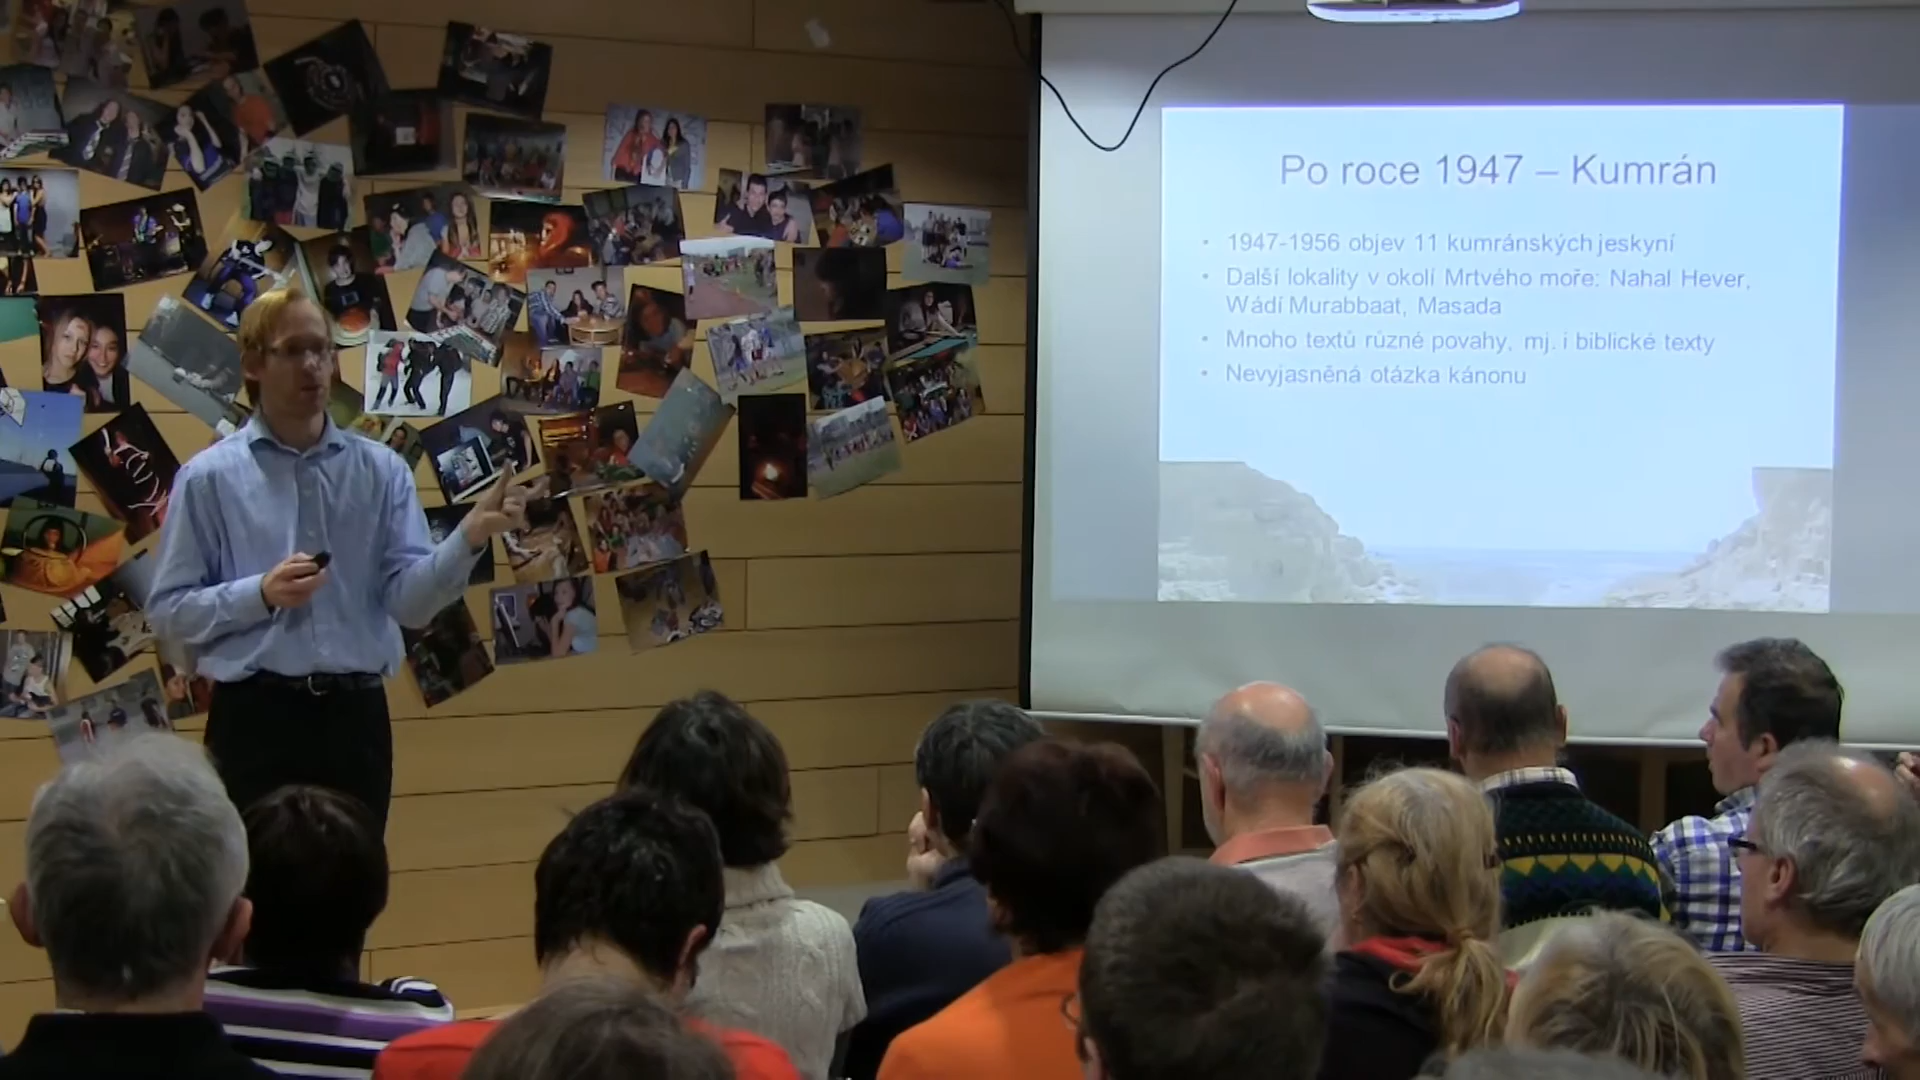 Po roce 1947 – Kumrán
• 1947-1956 objev 11 kumránských jeskyní
• Další lokality v okolí Mrtvého moře: Nahal Hever,
Wádí Murabbaat, Masada
• Mnoho textů různé povahy, mj. i biblické texty
• Nevyjasněná otázka kánonu